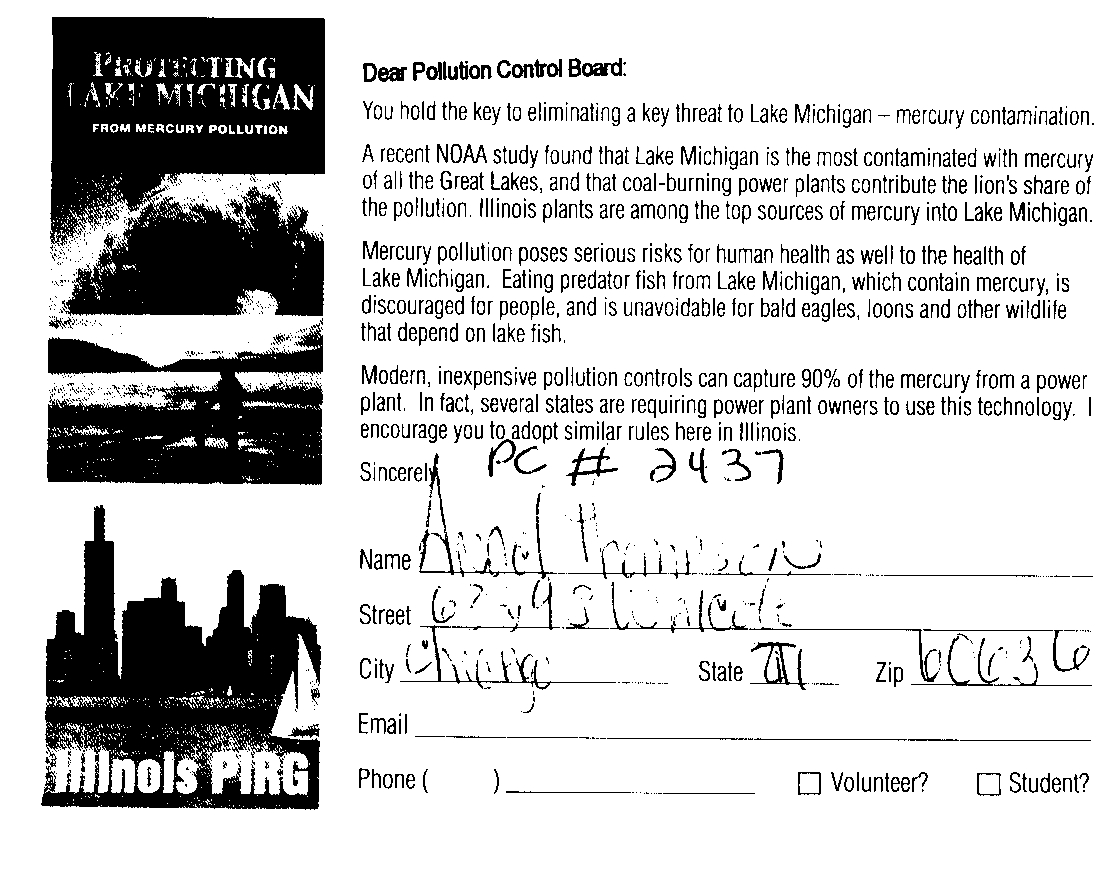 PROTECTING
LAKE MICHIGAN
FROM MERCURY POLLUTION
Illinois PIRG
Dear Pollution Control Board:
You hold the key to eliminating a key threat to Lake Michigan – mercury contamination.
A recent NOAA study found that Lake Michigan is the most contaminated with mercury
of all the Great Lakes, and that coal-burning power plants contribute the lion's share of
the pollution. Illinois plants are among the top sources of mercury into Lake Michigan.
Mercury pollution poses serious risks for human health as well to the health of
Lake Michigan. Eating predator fish from Lake Michigan, which contain mercury, is
discouraged for people, and is unavoidable for bald eagles, loons and other wildlife
that depend on lake fish.
Modern, inexpensive pollution controls can capture 90% of the mercury from a power
plant. In fact, several states are requiring power plant owners to use this technology. I
encourage you to adopt similar rules here in Illinois.
Sincerely PC # 2437
Name Thompson
Street
City State Ill Zip 60636
Email
Phone ( )
Volunteer? Student?